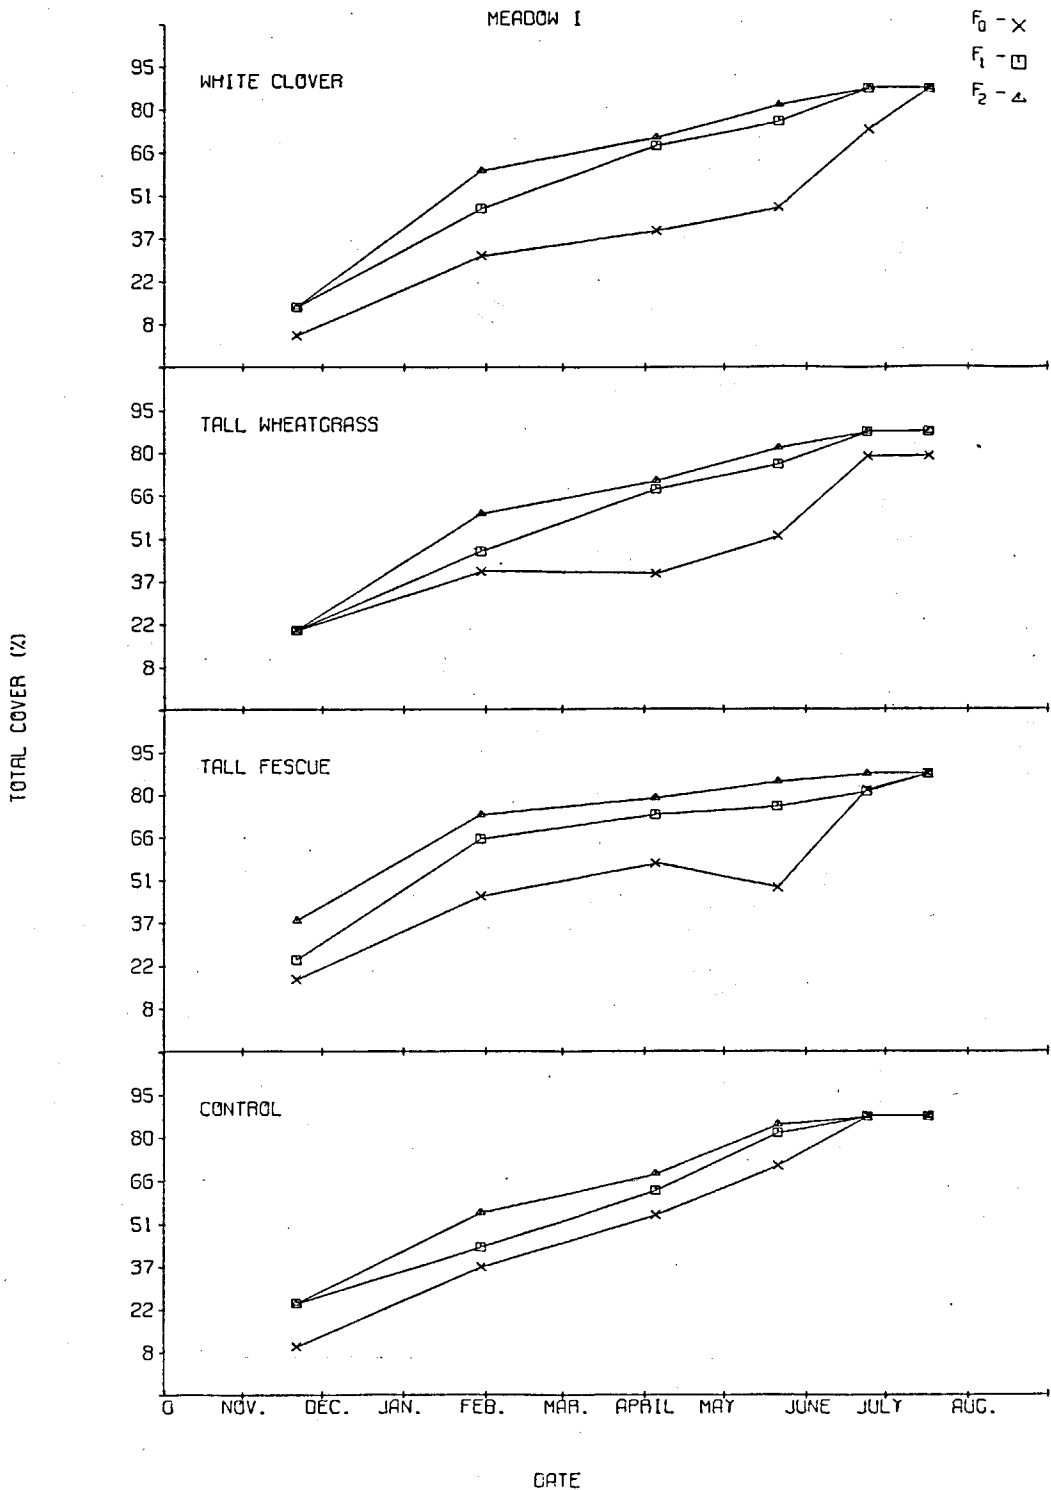 MEADOW I
F0 - ×
F1 - □
F2 - △
WHITE CLOVER
95
80
66
51
37
22
8
TALL WHEATGRASS
95
80
66
51
37
22
8
TALL FESCUE
95
80
66
51
37
22
8
CONTROL
95
80
66
51
37
22
8
TOTAL COVER (%)
0 NOV. DEC. JAN. FEB. MAR. APRIL MAY JUNE JULY AUG.
DATE